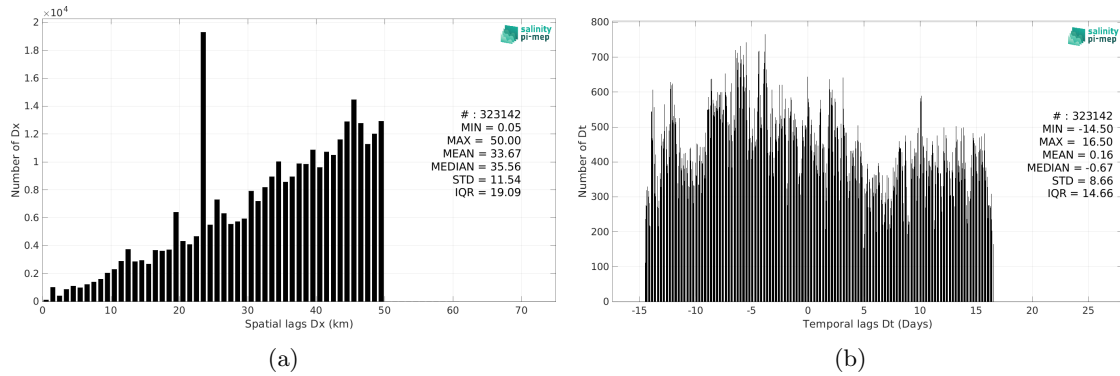 ×10⁴
2
1.8
1.6
1.4
1.2
1
0.8
0.6
0.4
0.2
0
Number of Dx
0 10 20 30 40 50 60 70
Spatial lags Dx (km)
salinity
pi-mep
# : 323142
MIN = 0.05
MAX = 50.00
MEAN = 33.67
MEDIAN = 35.56
STD = 11.54
IQR = 19.09
(a)
800
700
600
500
400
300
200
100
0
Number of Dt
-15 -10 -5 0 5 10 15 20 25
Temporal lags Dt (Days)
salinity
pi-mep
# : 323142
MIN = -14.50
MAX = 16.50
MEAN = 0.16
MEDIAN = -0.67
STD = 8.66
IQR = 14.66
(b)